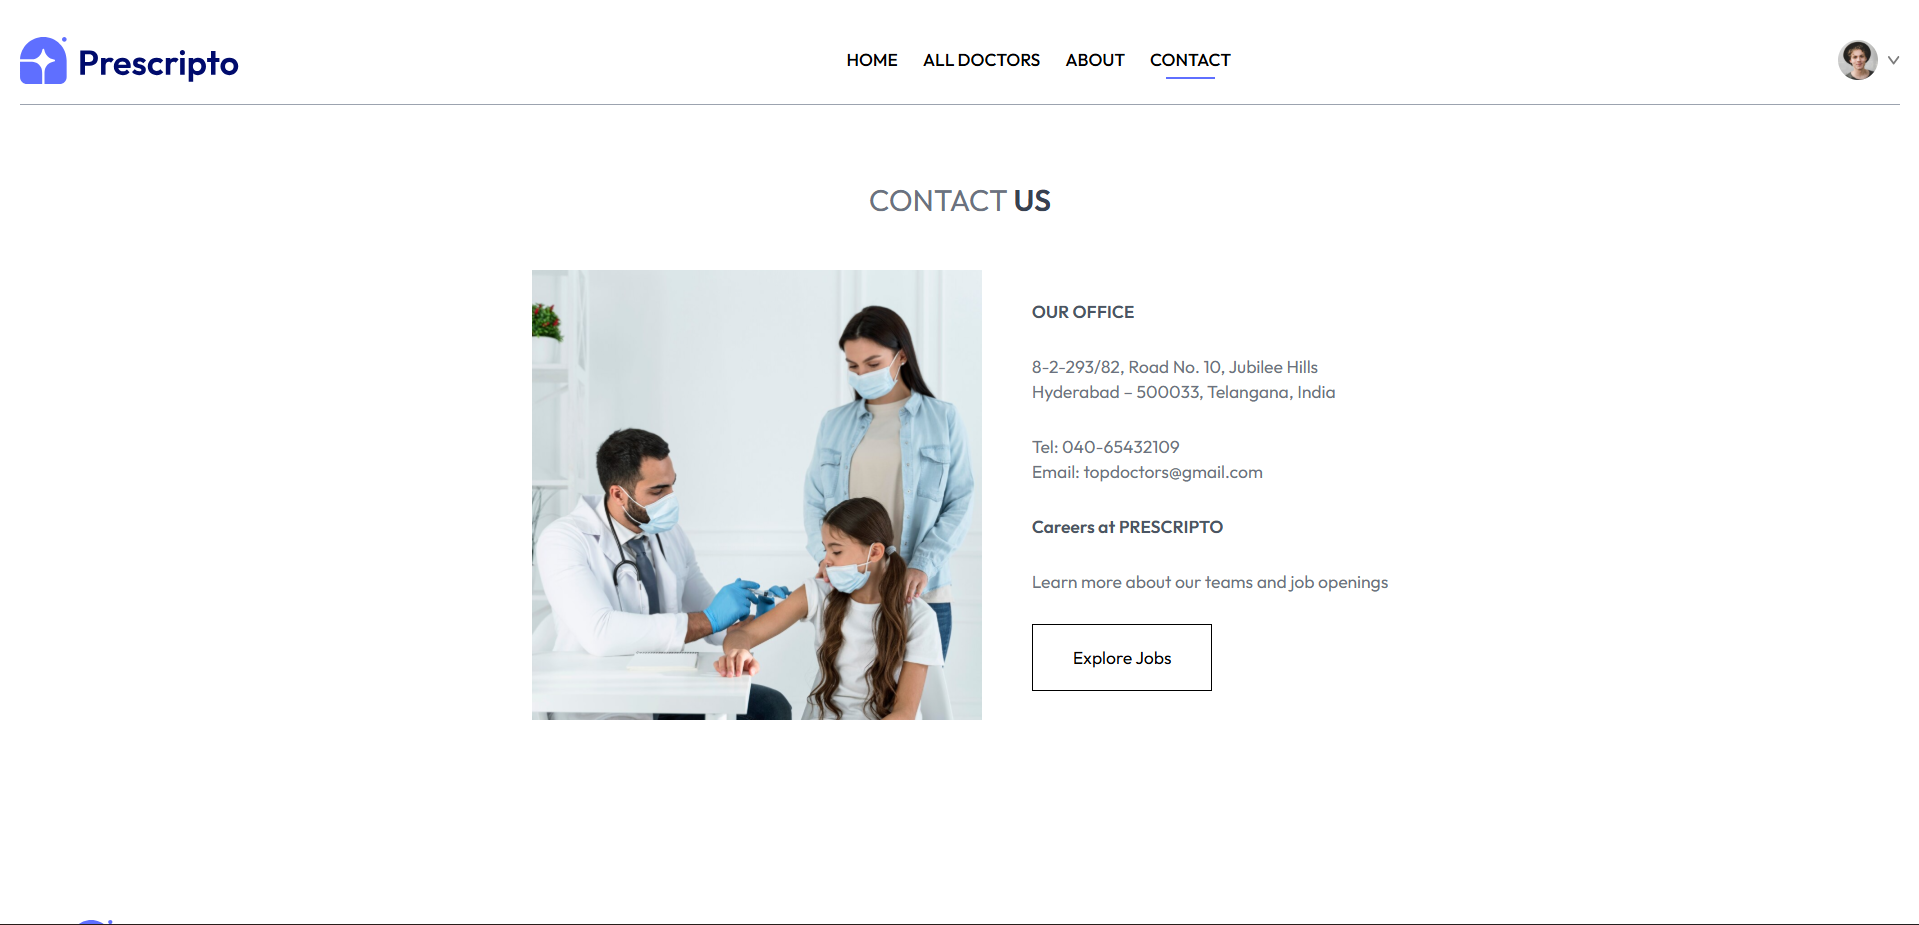 Prescripto
HOME ALL DOCTORS ABOUT CONTACT
CONTACT US
OUR OFFICE
8-2-293/82, Road No. 10, Jubilee Hills
Hyderabad – 500033, Telangana, India
Tel: 040-65432109
Email: topdoctors@gmail.com
Careers at PRESCRIPTO
Learn more about our teams and job openings
Explore Jobs